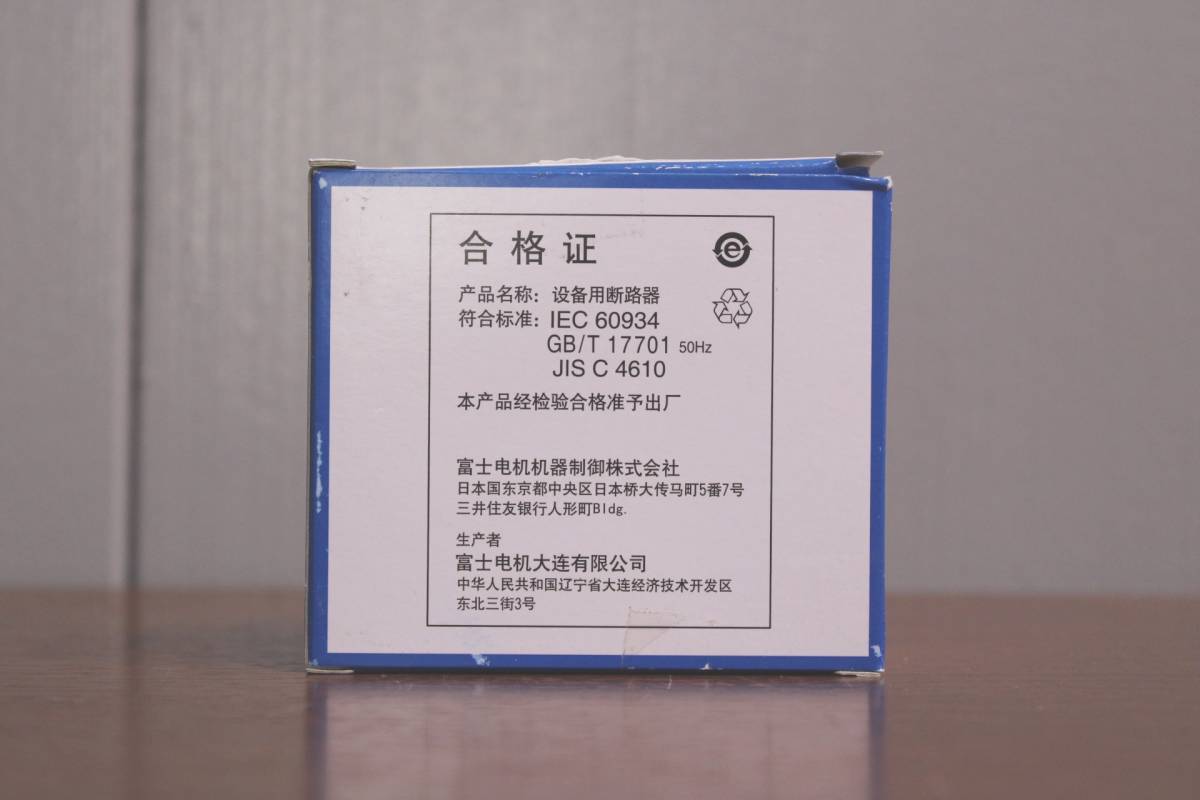 合格证
e
产品名称：设备用断路器
符合标准：IEC 60934
GB/T 17701 50Hz
JIS C 4610
本产品经检验合格准予出厂
富士电机机器制御株式会社
日本国东京都中央区日本桥大传马町5番7号
三井住友银行人形町Bldg.
生产者
富士电机大连有限公司
中华人民共和国辽宁省大连经济技术开发区
东北三街3号